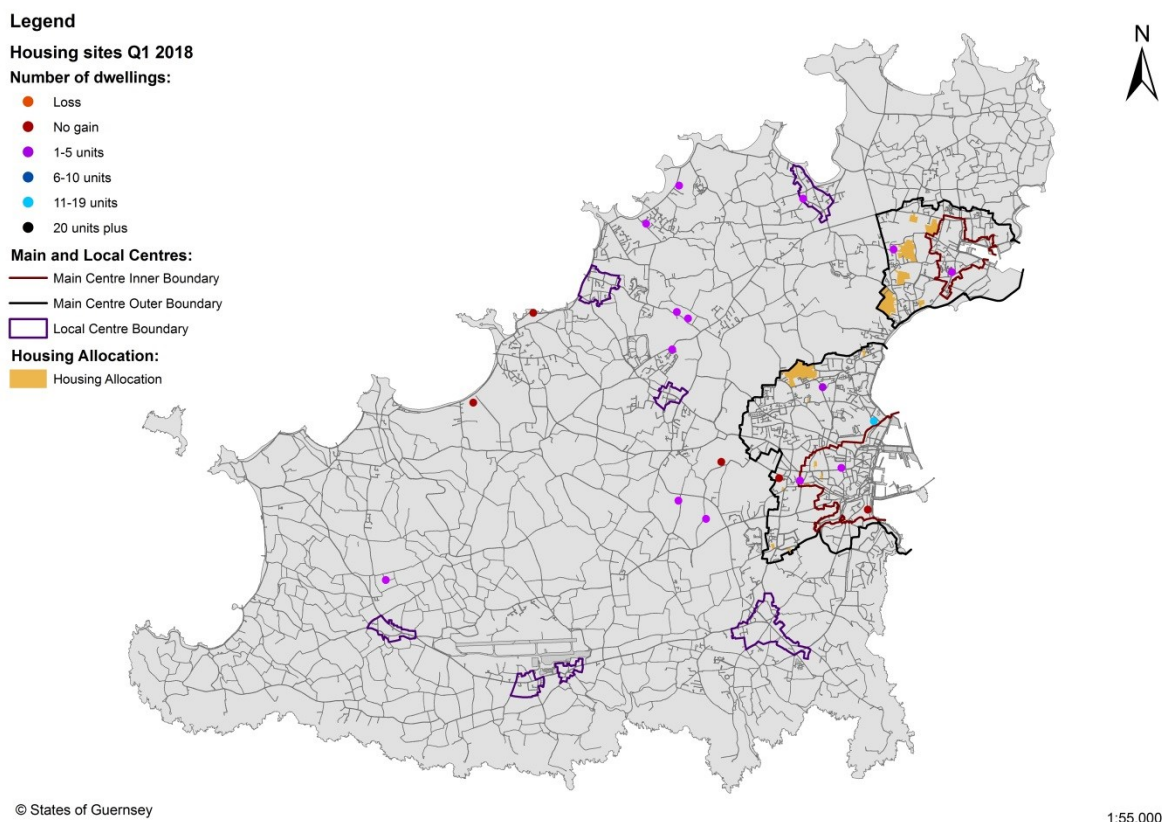 Legend
Housing sites Q1 2018
Number of dwellings:
Loss
No gain
1-5 units
6-10 units
11-19 units
20 units plus
Main and Local Centres:
Main Centre Inner Boundary
Main Centre Outer Boundary
Local Centre Boundary
Housing Allocation:
Housing Allocation
N
© States of Guernsey
1:55,000